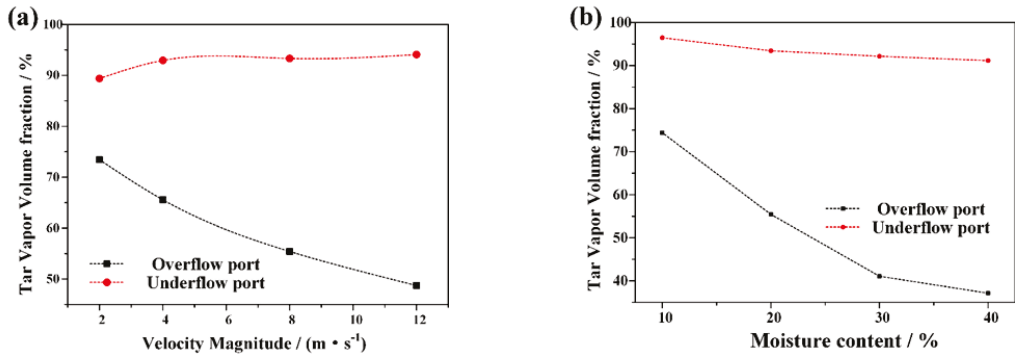 (a)
Tar Vapor Volume fraction / %
100
90
80
70
60
50
Overflow port
Underflow port
2
4
6
8
10
12
Velocity Magnitude / (m · s⁻¹)
(b)
Tar Vapor Volume fraction / %
100
90
80
70
60
50
40
Overflow port
Underflow port
10
20
30
40
Moisture content / %